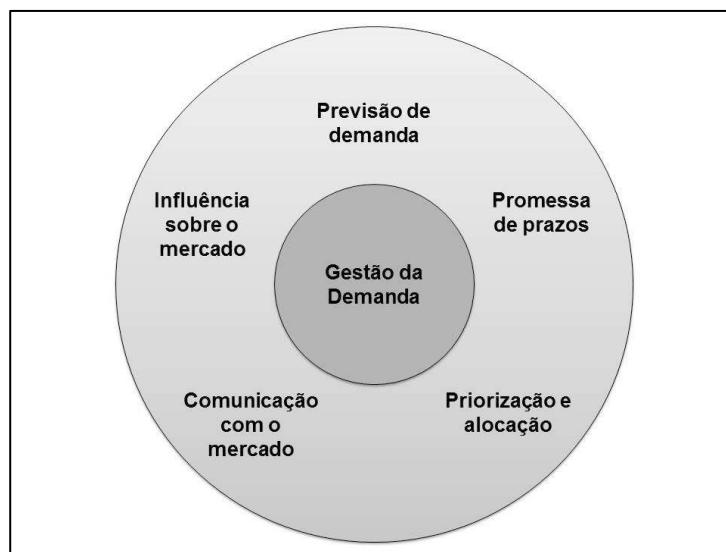 Previsão de
demanda
Influência
sobre o
mercado
Promessa
de prazos
Gestão da
Demanda
Comunicação
com o
mercado
Priorização e
alocação